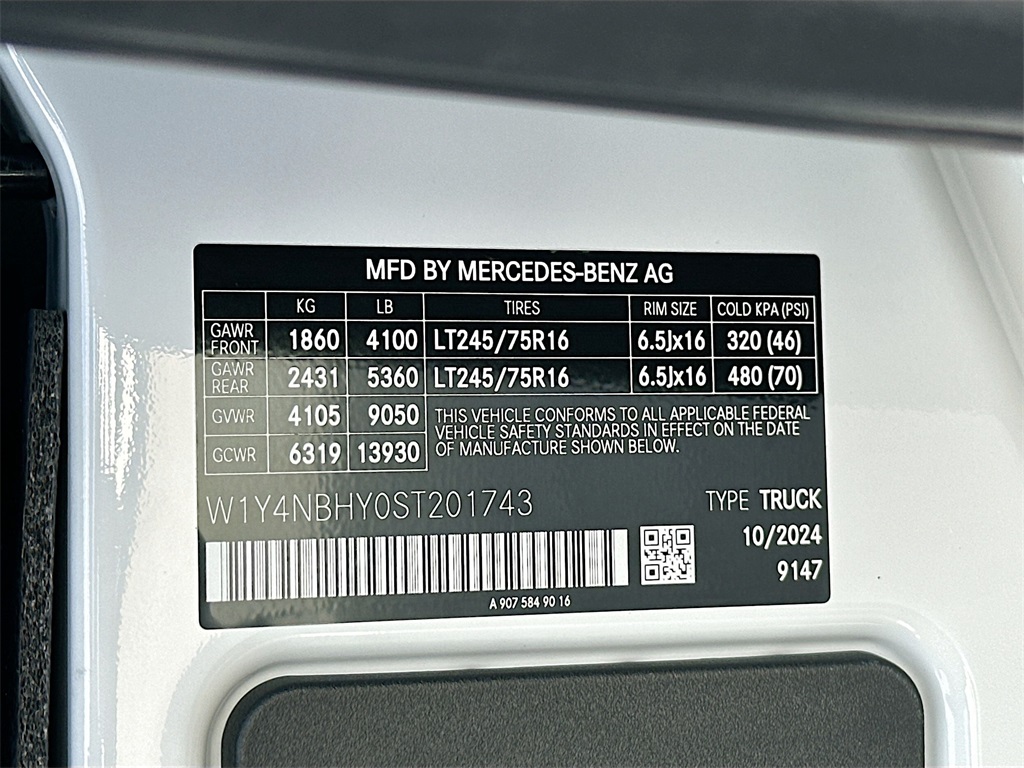 MFD BY MERCEDES-BENZ AG
KG LB TIRES RIM SIZE COLD KPA (PSI)
GAWR FRONT 1860 4100 LT245/75R16 6.5Jx16 320 (46)
GAWR REAR 2431 5360 LT245/75R16 6.5Jx16 480 (70)
GVWR 4105 9050
GCWR 6319 13930
THIS VEHICLE CONFORMS TO ALL APPLICABLE FEDERAL
VEHICLE SAFETY STANDARDS IN EFFECT ON THE DATE
OF MANUFACTURE SHOWN BELOW.
W1Y4NBHY0ST201743
TYPE TRUCK
10/2024
9147
A 907 584 90 16